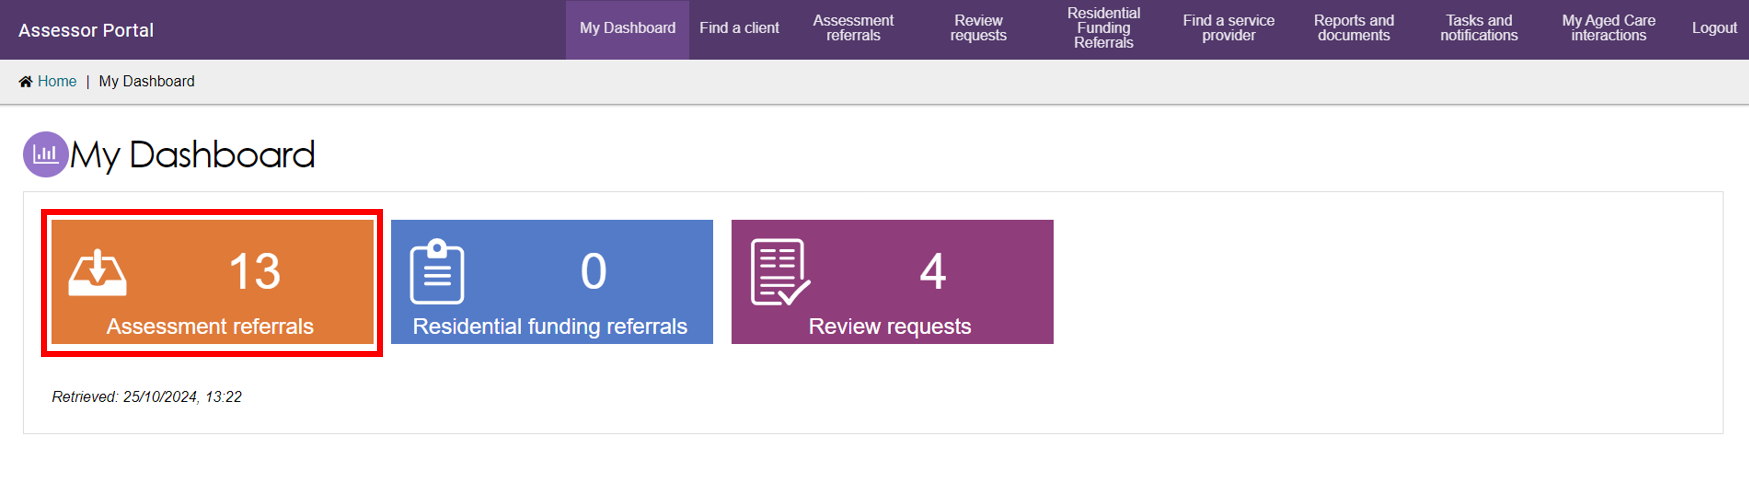 Assessor Portal
My Dashboard
Find a client
Assessment
referrals
Review
requests
Residential
Funding
Referrals
Find a service
provider
Reports and
documents
Tasks and
notifications
My Aged Care
interactions
Logout
Home | My Dashboard
My Dashboard
13
Assessment referrals
0
Residential funding referrals
4
Review requests
Retrieved: 25/10/2024, 13:22